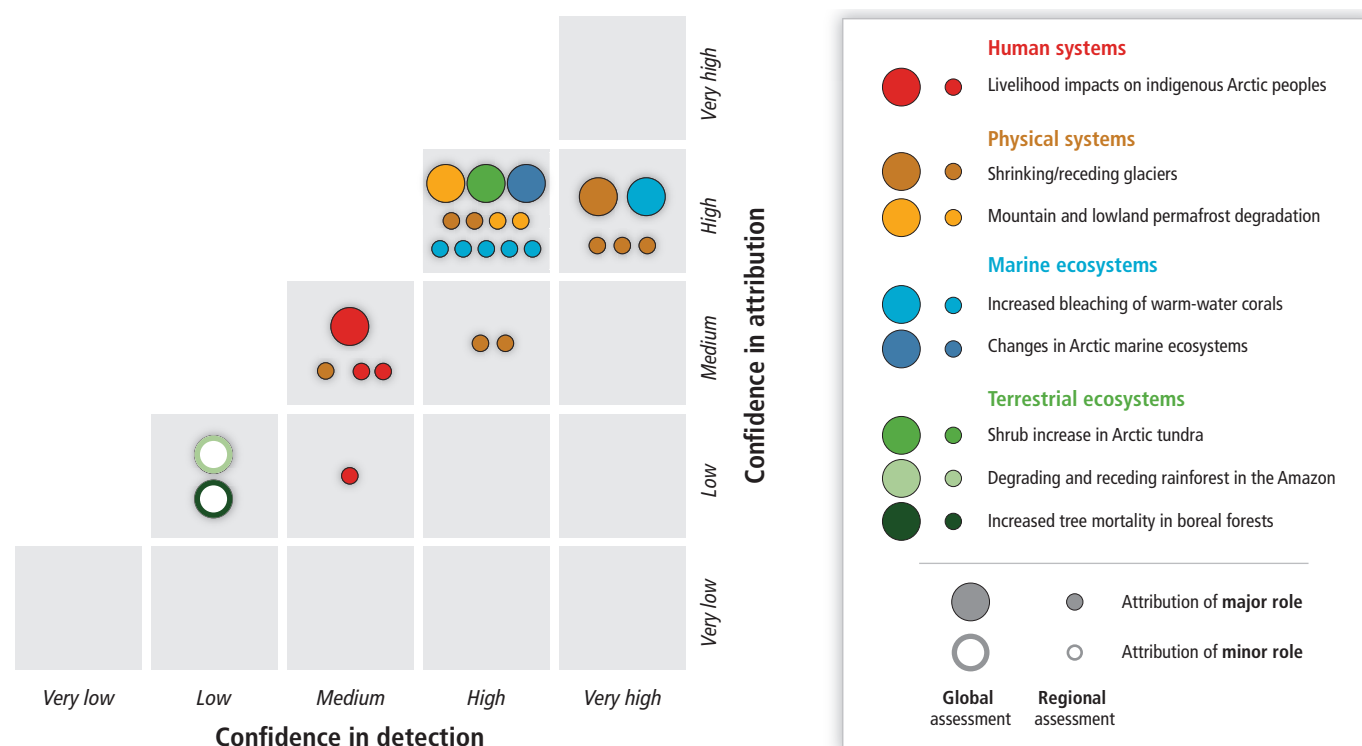 Very high
High
Medium
Low
Very low
Confidence in attribution
Very low
Low
Medium
High
Very high
Confidence in detection
Human systems
Livelihood impacts on indigenous Arctic peoples
Physical systems
Shrinking/receding glaciers
Mountain and lowland permafrost degradation
Marine ecosystems
Increased bleaching of warm-water corals
Changes in Arctic marine ecosystems
Terrestrial ecosystems
Shrub increase in Arctic tundra
Degrading and receding rainforest in the Amazon
Increased tree mortality in boreal forests
Attribution of major role
Attribution of minor role
Global
assessment
Regional
assessment